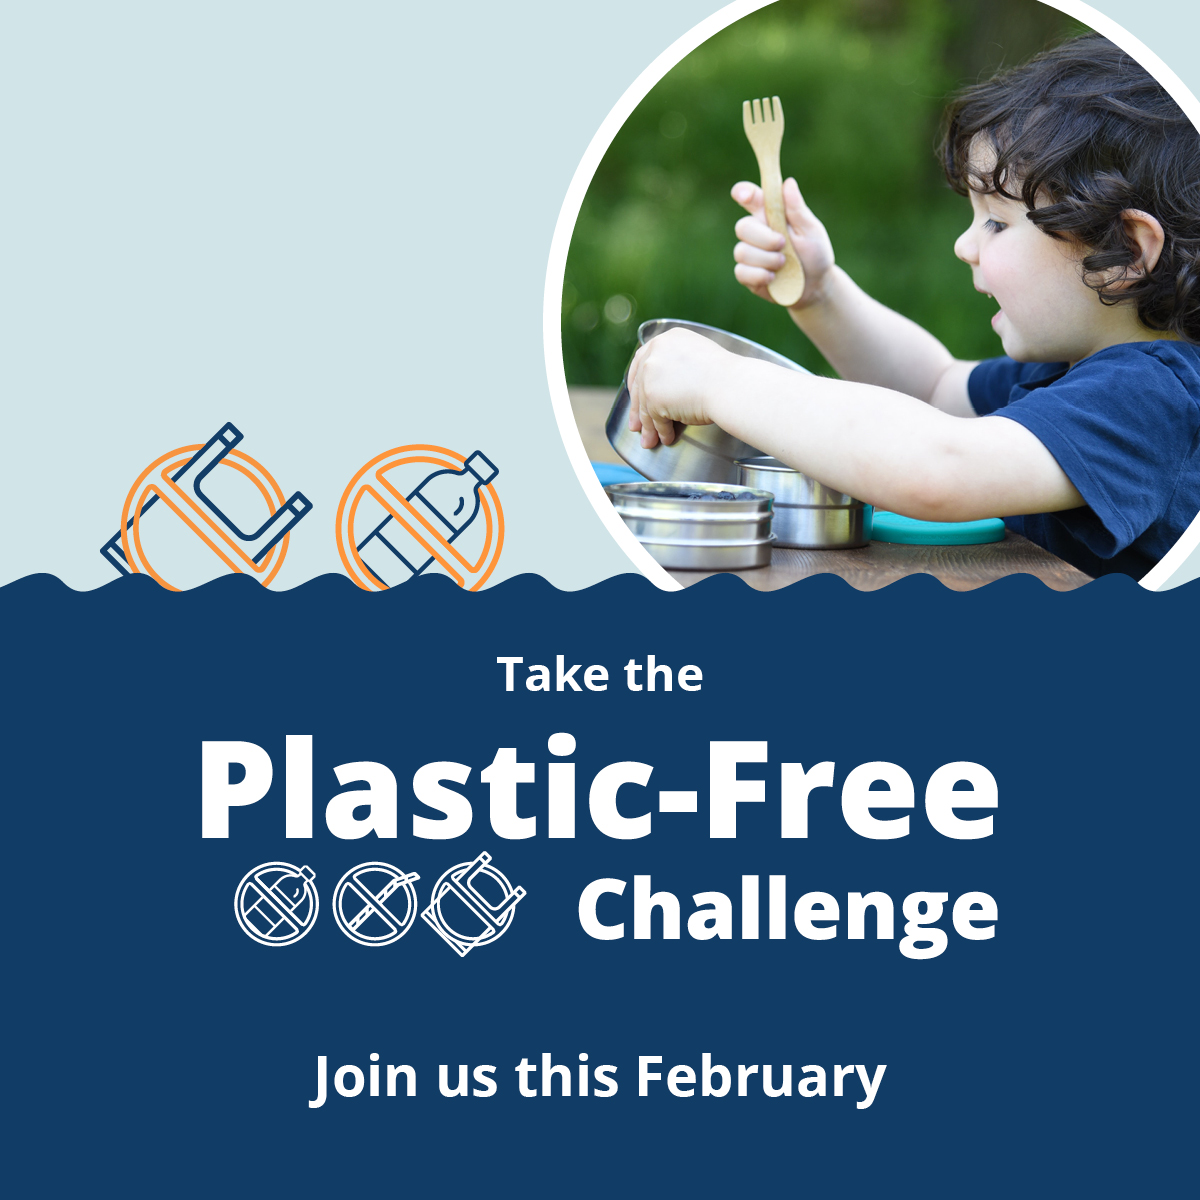 Take the
Plastic-Free
Challenge
Join us this February